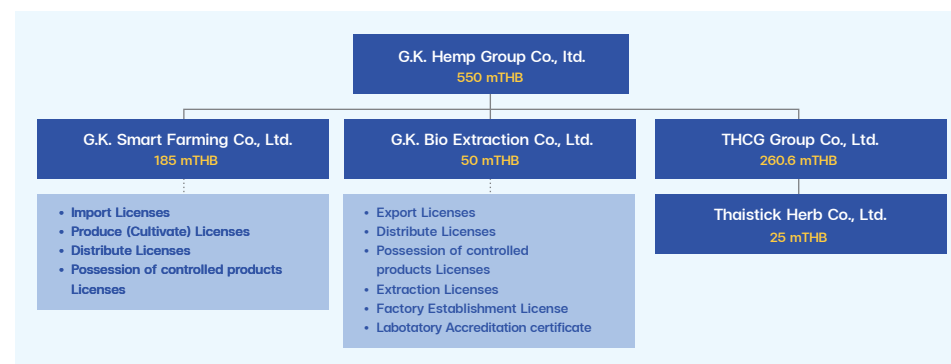 G.K. Hemp Group Co., ltd.
550 mTHB
G.K. Smart Farming Co., Ltd.
185 mTHB
G.K. Bio Extraction Co., Ltd.
50 mTHB
THCG Group Co., Ltd.
260.6 mTHB
• Import Licenses
• Produce (Cultivate) Licenses
• Distribute Licenses
• Possession of controlled products
Licenses
• Export Licenses
• Distribute Licenses
• Possession of controlled
products Licenses
• Extraction Licenses
• Factory Establishment License
• Labotatory Accreditation certificate
Thaistick Herb Co., Ltd.
25 mTHB